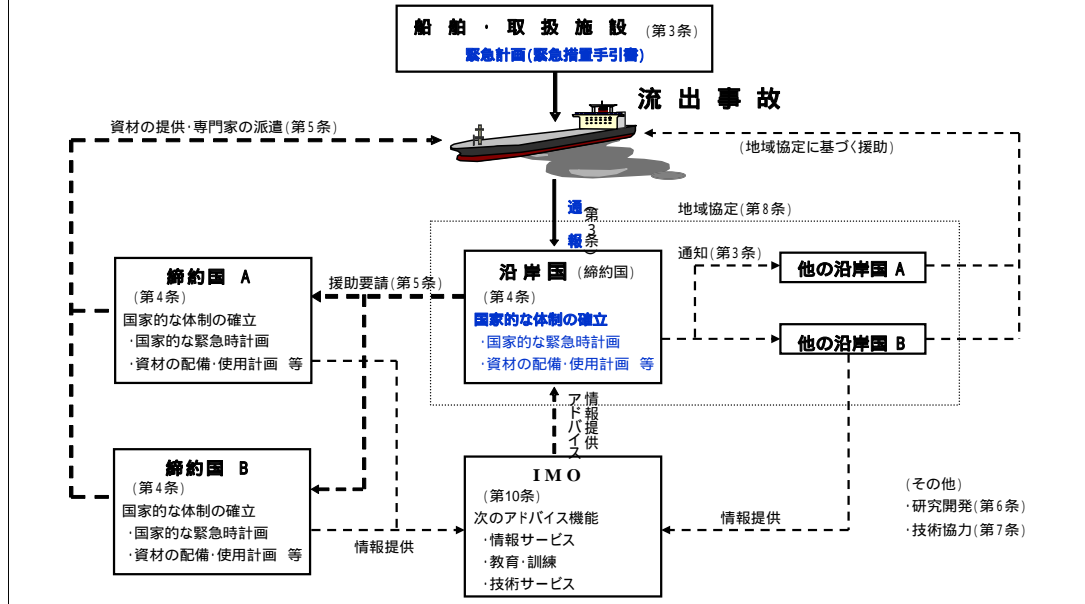 船舶・取扱施設 (第3条)
緊急計画(緊急措置手引書)
流出事故
資材の提供・専門家の派遣(第5条)
(地域協定に基づく援助)
通報
(第3条)
地域協定(第8条)
締約国 A
(第4条)
国家的な体制の確立
・国家的な緊急時計画
・資材の配備・使用計画 等
援助要請(第5条)
沿岸国 (締約国)
(第4条)
国家的な体制の確立
・国家的な緊急時計画
・資材の配備・使用計画 等
通知(第3条)
他の沿岸国 A
他の沿岸国 B
情報提供
アドバイス
締約国 B
(第4条)
国家的な体制の確立
・国家的な緊急時計画
・資材の配備・使用計画 等
情報提供
IMO
(第10条)
次のアドバイス機能
・情報サービス
・教育・訓練
・技術サービス
情報提供
(その他)
・研究開発(第6条)
・技術協力(第7条)